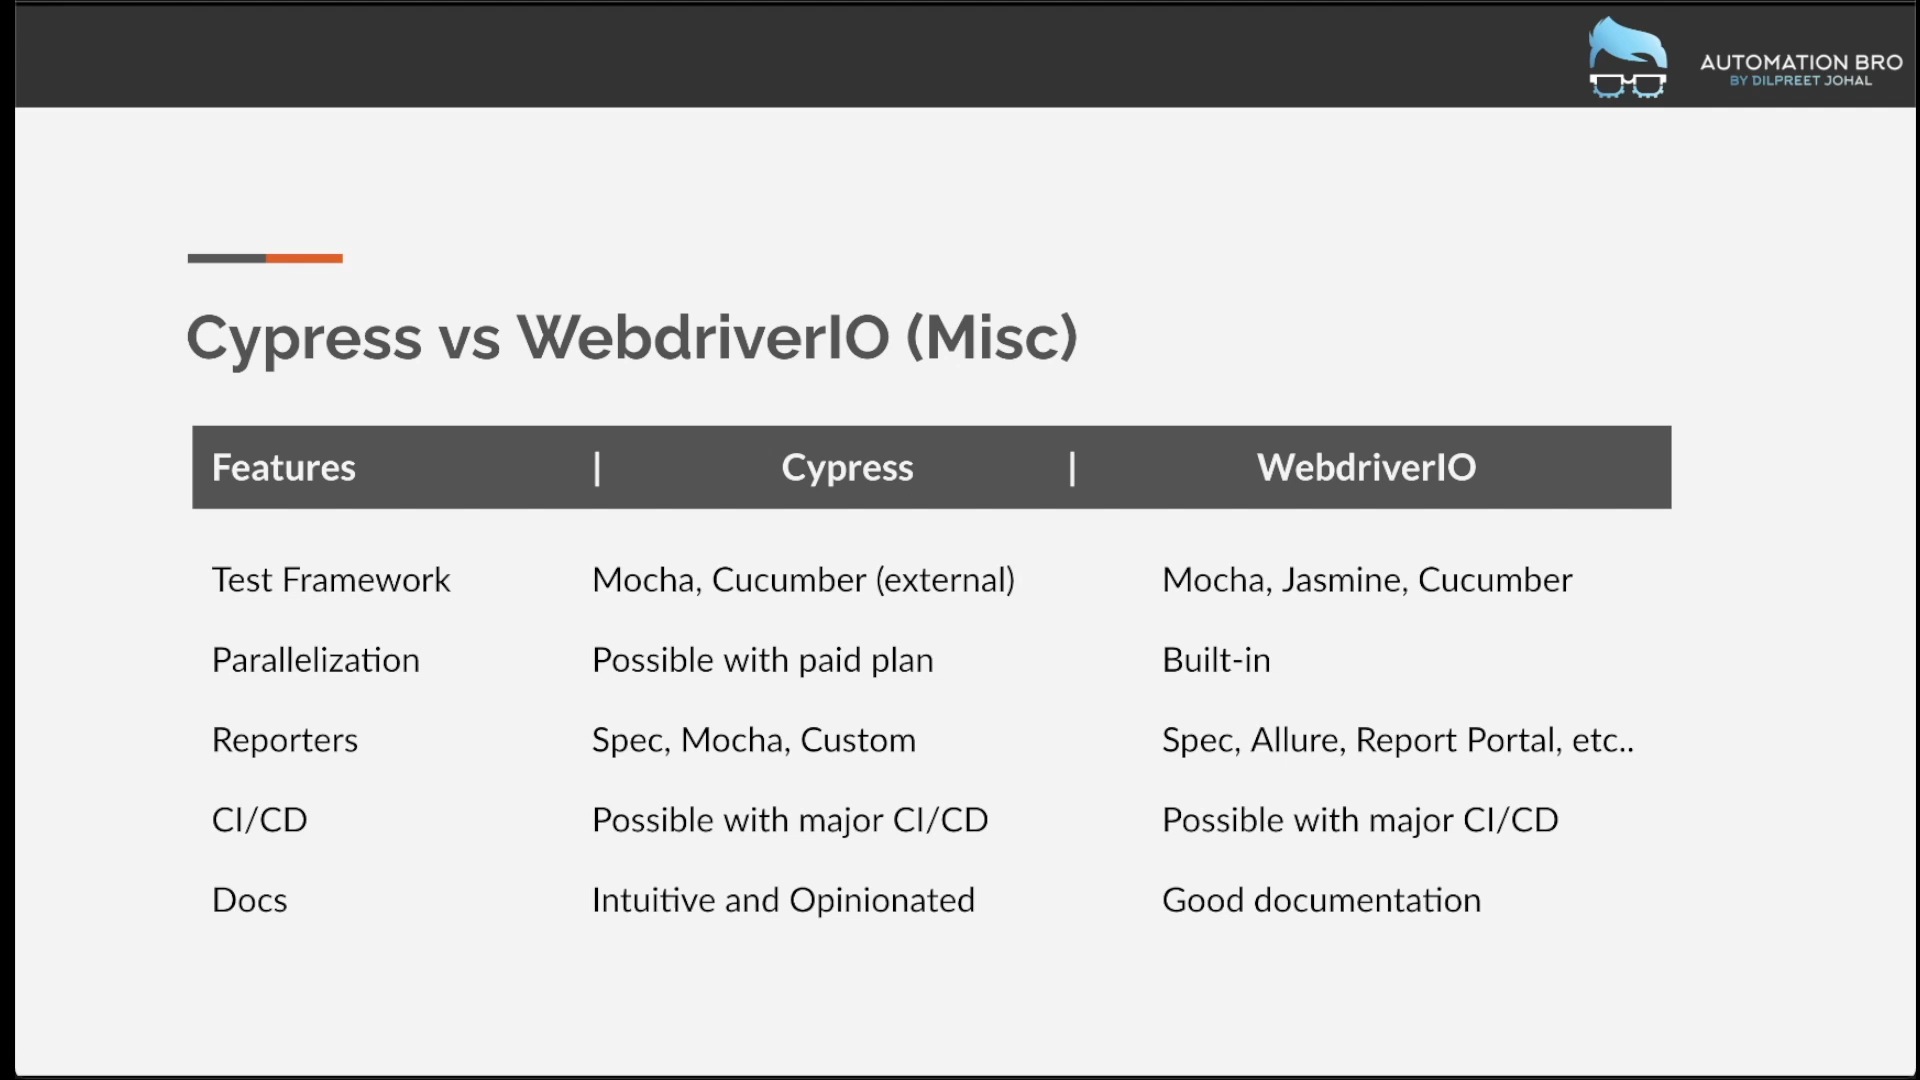 AUTOMATION BRO
BY DILPREET JOHAL
Cypress vs WebdriverIO (Misc)
Features | Cypress | WebdriverIO
Test Framework Mocha, Cucumber (external) Mocha, Jasmine, Cucumber
Parallelization Possible with paid plan Built-in
Reporters Spec, Mocha, Custom Spec, Allure, Report Portal, etc..
CI/CD Possible with major CI/CD Possible with major CI/CD
Docs Intuitive and Opinionated Good documentation